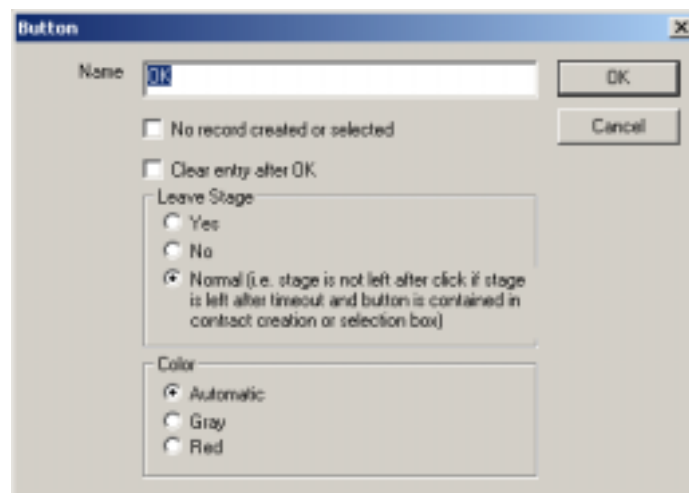 Button
Name
OK
OK
No record created or selected
Cancel
Clear entry after OK
Leave Stage
Yes
No
Normal (i.e. stage is not left after click if stage
is left after timeout and button is contained in
contract creation or selection box)
Color
Automatic
Gray
Red